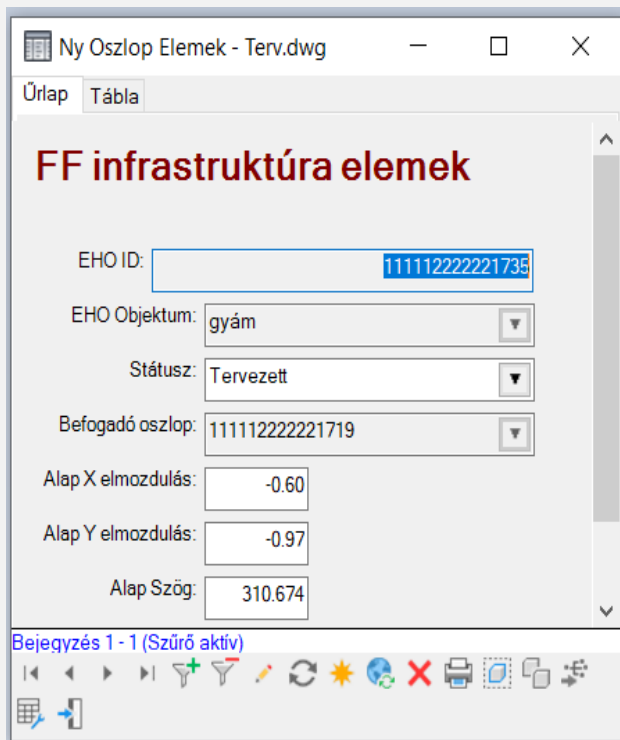 Ny Oszlop Elemek - Terv.dwg
Űrlap Tábla
FF infrastruktúra elemek
EHO ID: 111112222221735
EHO Objektum: gyám
Státusz: Tervezett
Befogadó oszlop: 111112222221719
Alap X elmozdulás: -0.60
Alap Y elmozdulás: -0.97
Alap Szög: 310.674
Bejegyzés 1 - 1 (Szűrő aktív)